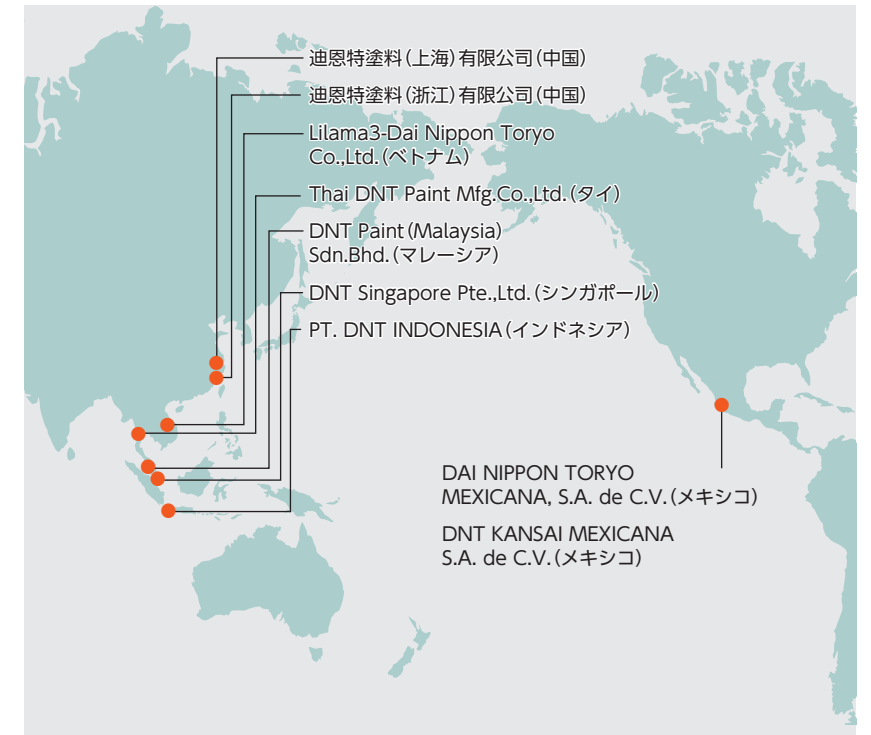 迪恩特塗料(上海)有限公司(中国)
迪恩特塗料(浙江)有限公司(中国)
Lilama3-Dai Nippon Toryo
Co.,Ltd.(ベトナム)
Thai DNT Paint Mfg.Co.,Ltd.(タイ)
DNT Paint(Malaysia)
Sdn.Bhd.(マレーシア)
DNT Singapore Pte.,Ltd.(シンガポール)
PT. DNT INDONESIA(インドネシア)
DAI NIPPON TORYO
MEXICANA, S.A. de C.V.(メキシコ)
DNT KANSAI MEXICANA
S.A. de C.V.(メキシコ)